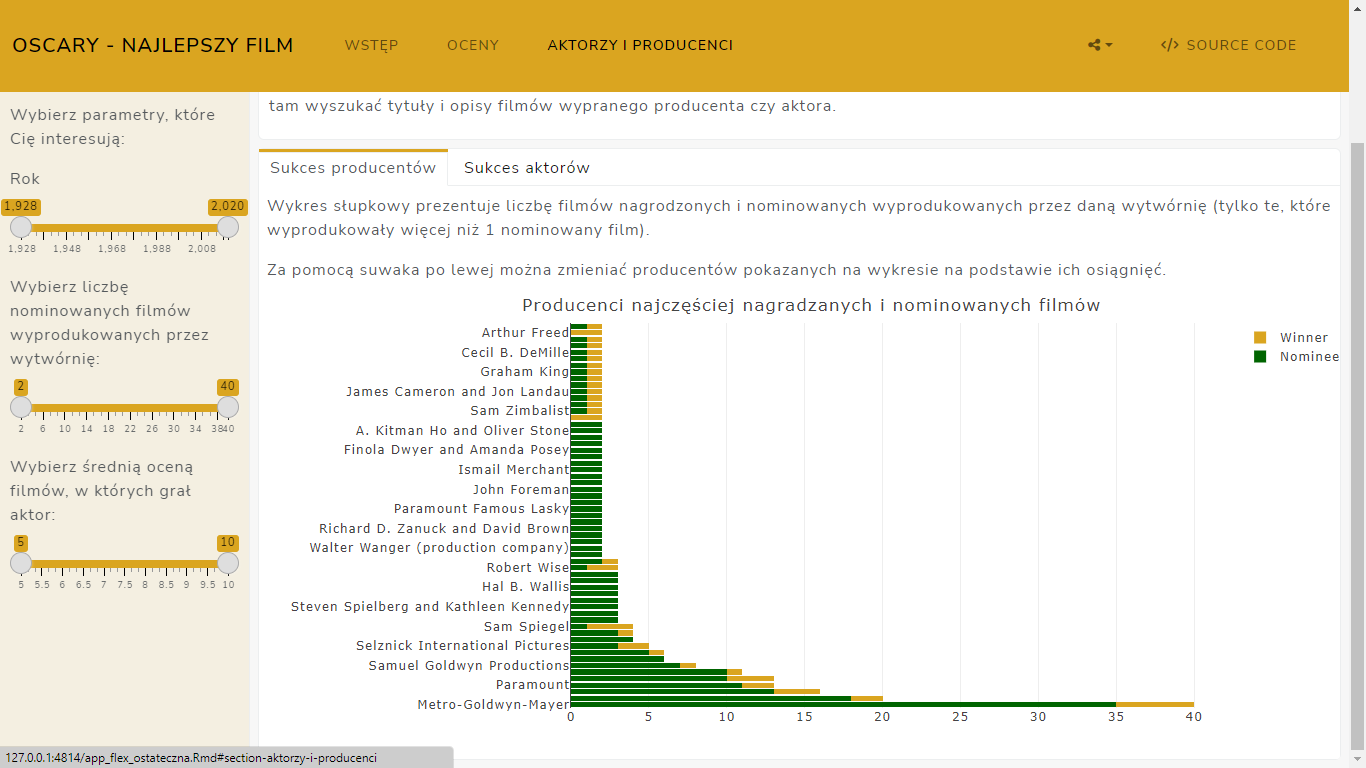 OSCARY - NAJLEPSZY FILM
WSTĘP
OCENY
AKTORZY I PRODUCENCI
SOURCE CODE
Wybierz parametry, które
Cię interesują:
Rok
1,928
2,020
1,928 1,948 1,968 1,988 2,008
Wybierz liczbę
nominowanych filmów
wyprodukowanych przez
wytwórnię:
2
40
2 6 10 14 18 22 26 30 34 3840
Wybierz średnią oceną
filmów, w których grał
aktor:
5
10
5 5.5 6 6.5 7 7.5 8 8.5 9 9.5 10
tam wyszukać tytuły i opisy filmów wypranego producenta czy aktora.
Sukces producentów
Sukces aktorów
Wykres słupkowy prezentuje liczbę filmów nagrodzonych i nominowanych wyprodukowanych przez daną wytwórnię (tylko te, które
wyprodukowały więcej niż 1 nominowany film).
Za pomocą suwaka po lewej można zmieniać producentów pokazanych na wykresie na podstawie ich osiągnięć.
Producenci najczęściej nagradzanych i nominowanych filmów
Arthur Freed
Cecil B. DeMille
Graham King
James Cameron and Jon Landau
Sam Zimbalist
A. Kitman Ho and Oliver Stone
Finola Dwyer and Amanda Posey
Ismail Merchant
John Foreman
Paramount Famous Lasky
Richard D. Zanuck and David Brown
Walter Wanger (production company)
Robert Wise
Hal B. Wallis
Steven Spielberg and Kathleen Kennedy
Sam Spiegel
Selznick International Pictures
Samuel Goldwyn Productions
Paramount
Metro-Goldwyn-Mayer
0 5 10 15 20 25 30 35 40
Winner
Nominee
127.0.0.1:4814/app_flex_ostateczna.Rmd#section-aktorzy-i-producenci